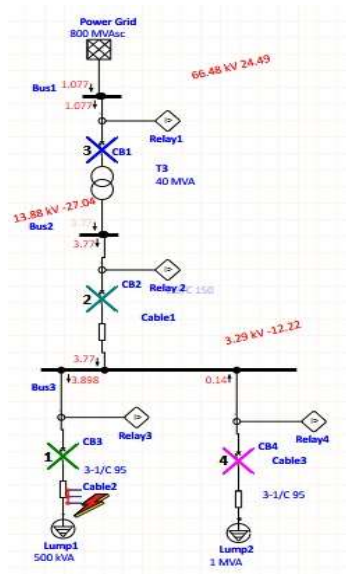 Power Grid
800 MVAsc
66.48 kV 24.49
Bus1
1.077
1.077
Relay1
3
CB1
T3
40 MVA
13.88 kV -27.04
3.77
Bus2
3.77
CB2
Relay 2
C 150
2
Cable1
3.29 kV -12.22
3.77
Bus3
3.898
0.14
Relay3
Relay4
CB3
CB4
1
4
Cable3
3-1/C 95
Cable2
3-1/C 95
Lump1
500 kVA
Lump2
1 MVA